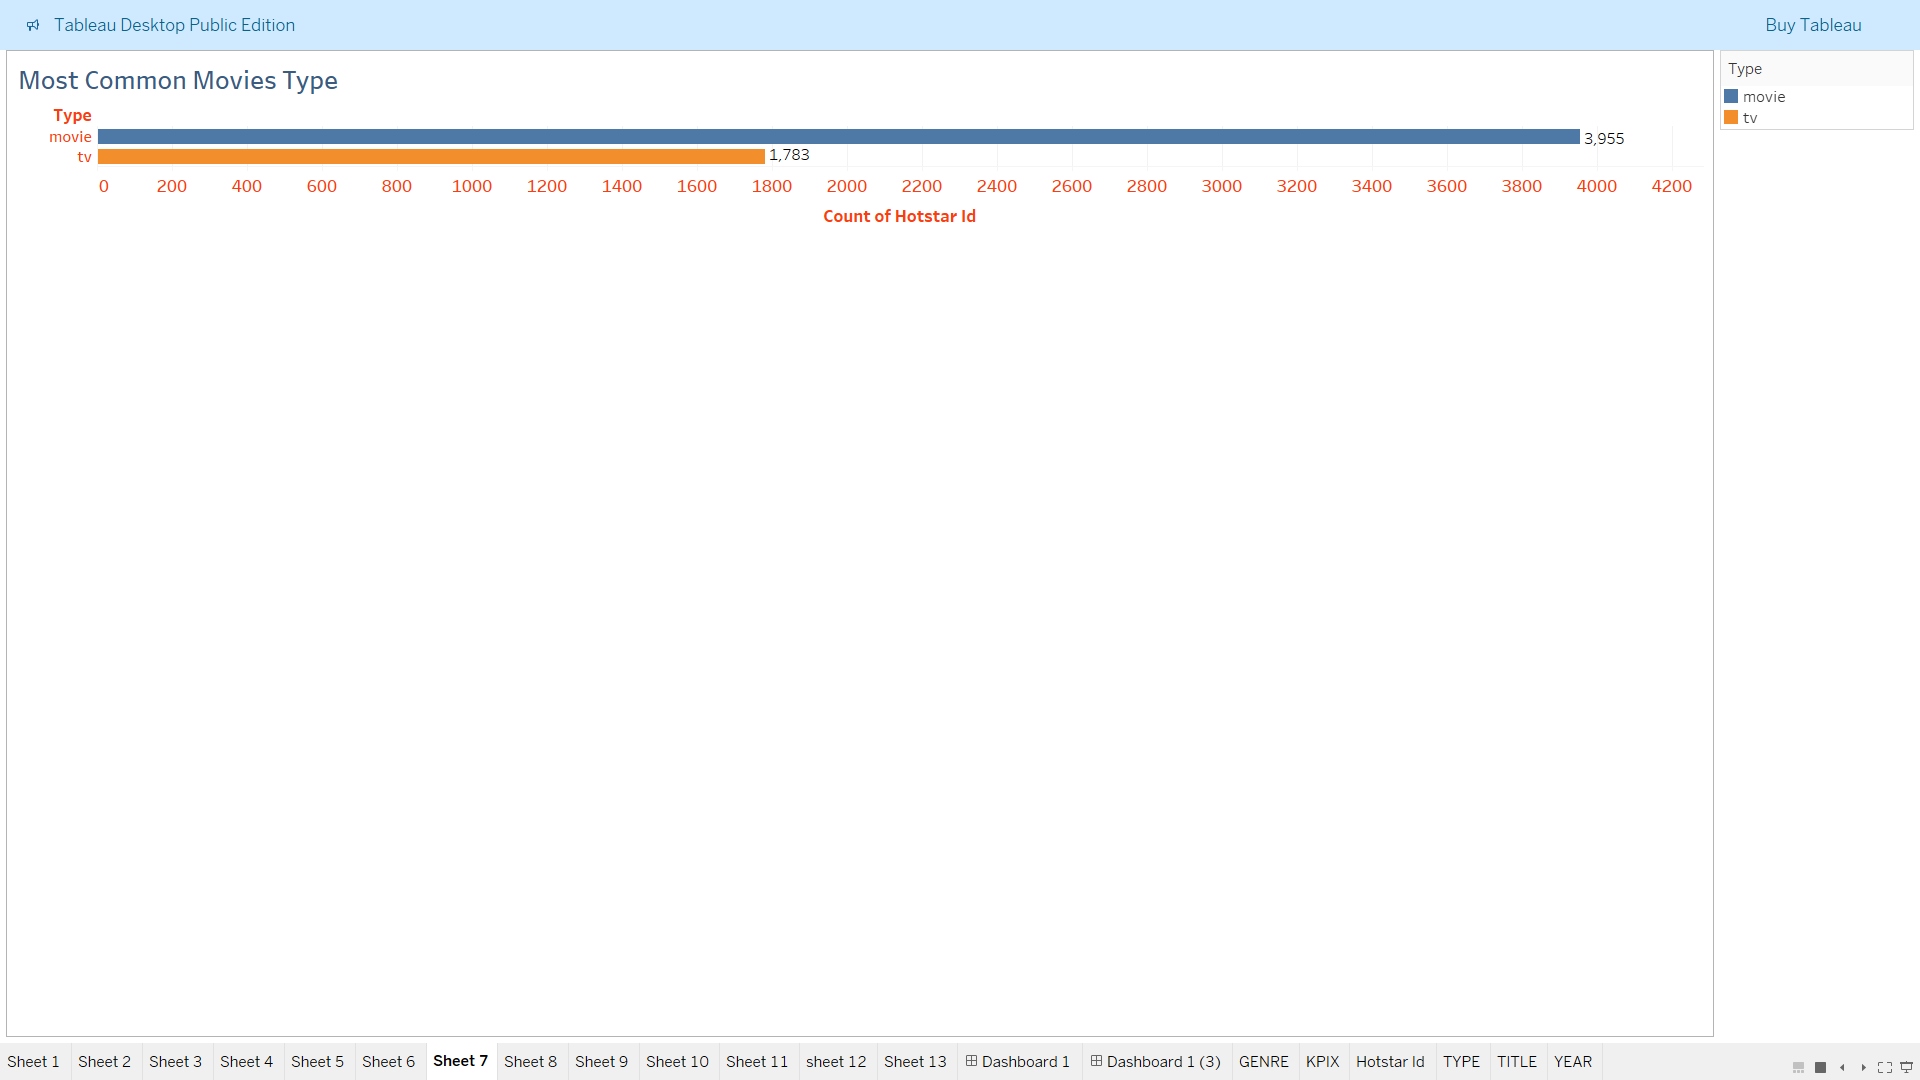 Tableau Desktop Public Edition
Buy Tableau
Most Common Movies Type
Type
movie
3,955
tv
1,783
0 200 400 600 800 1000 1200 1400 1600 1800 2000 2200 2400 2600 2800 3000 3200 3400 3600 3800 4000 4200
Count of Hotstar Id
Type
movie
tv
Sheet 1 Sheet 2 Sheet 3 Sheet 4 Sheet 5 Sheet 6 Sheet 7 Sheet 8 Sheet 9 Sheet 10 Sheet 11 sheet 12 Sheet 13 Dashboard 1 Dashboard 1 (3) GENRE KPIX Hotstar Id TYPE TITLE YEAR